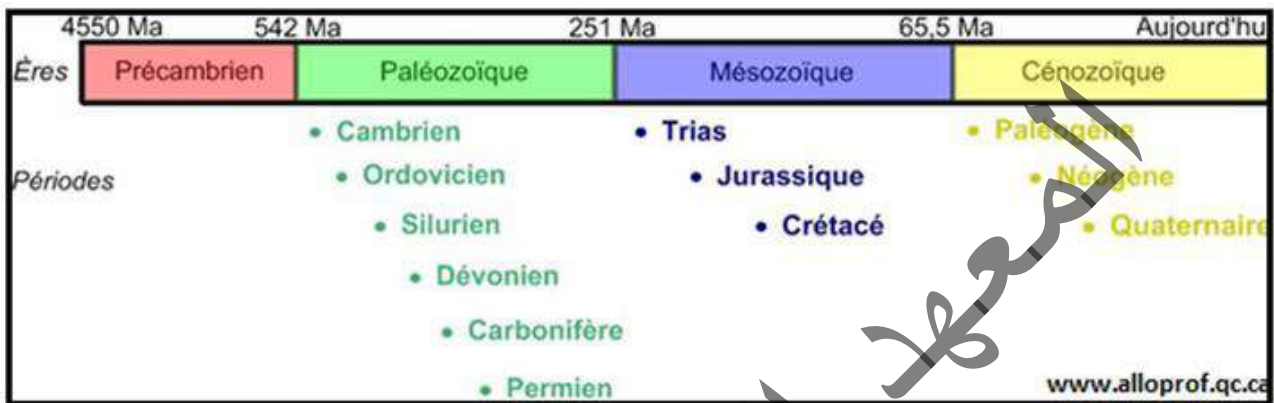 4550 Ma 542 Ma 251 Ma 65,5 Ma Aujourd'hu
Ères Précambrien Paléozoïque Mésozoïque Cénozoïque
• Cambrien • Trias • Paléogène
Périodes • Ordovicien • Jurassique • Néogène
• Silurien • Crétacé • Quaternaire
• Dévonien
• Carbonifère
• Permien
www.alloprof.qc.ca